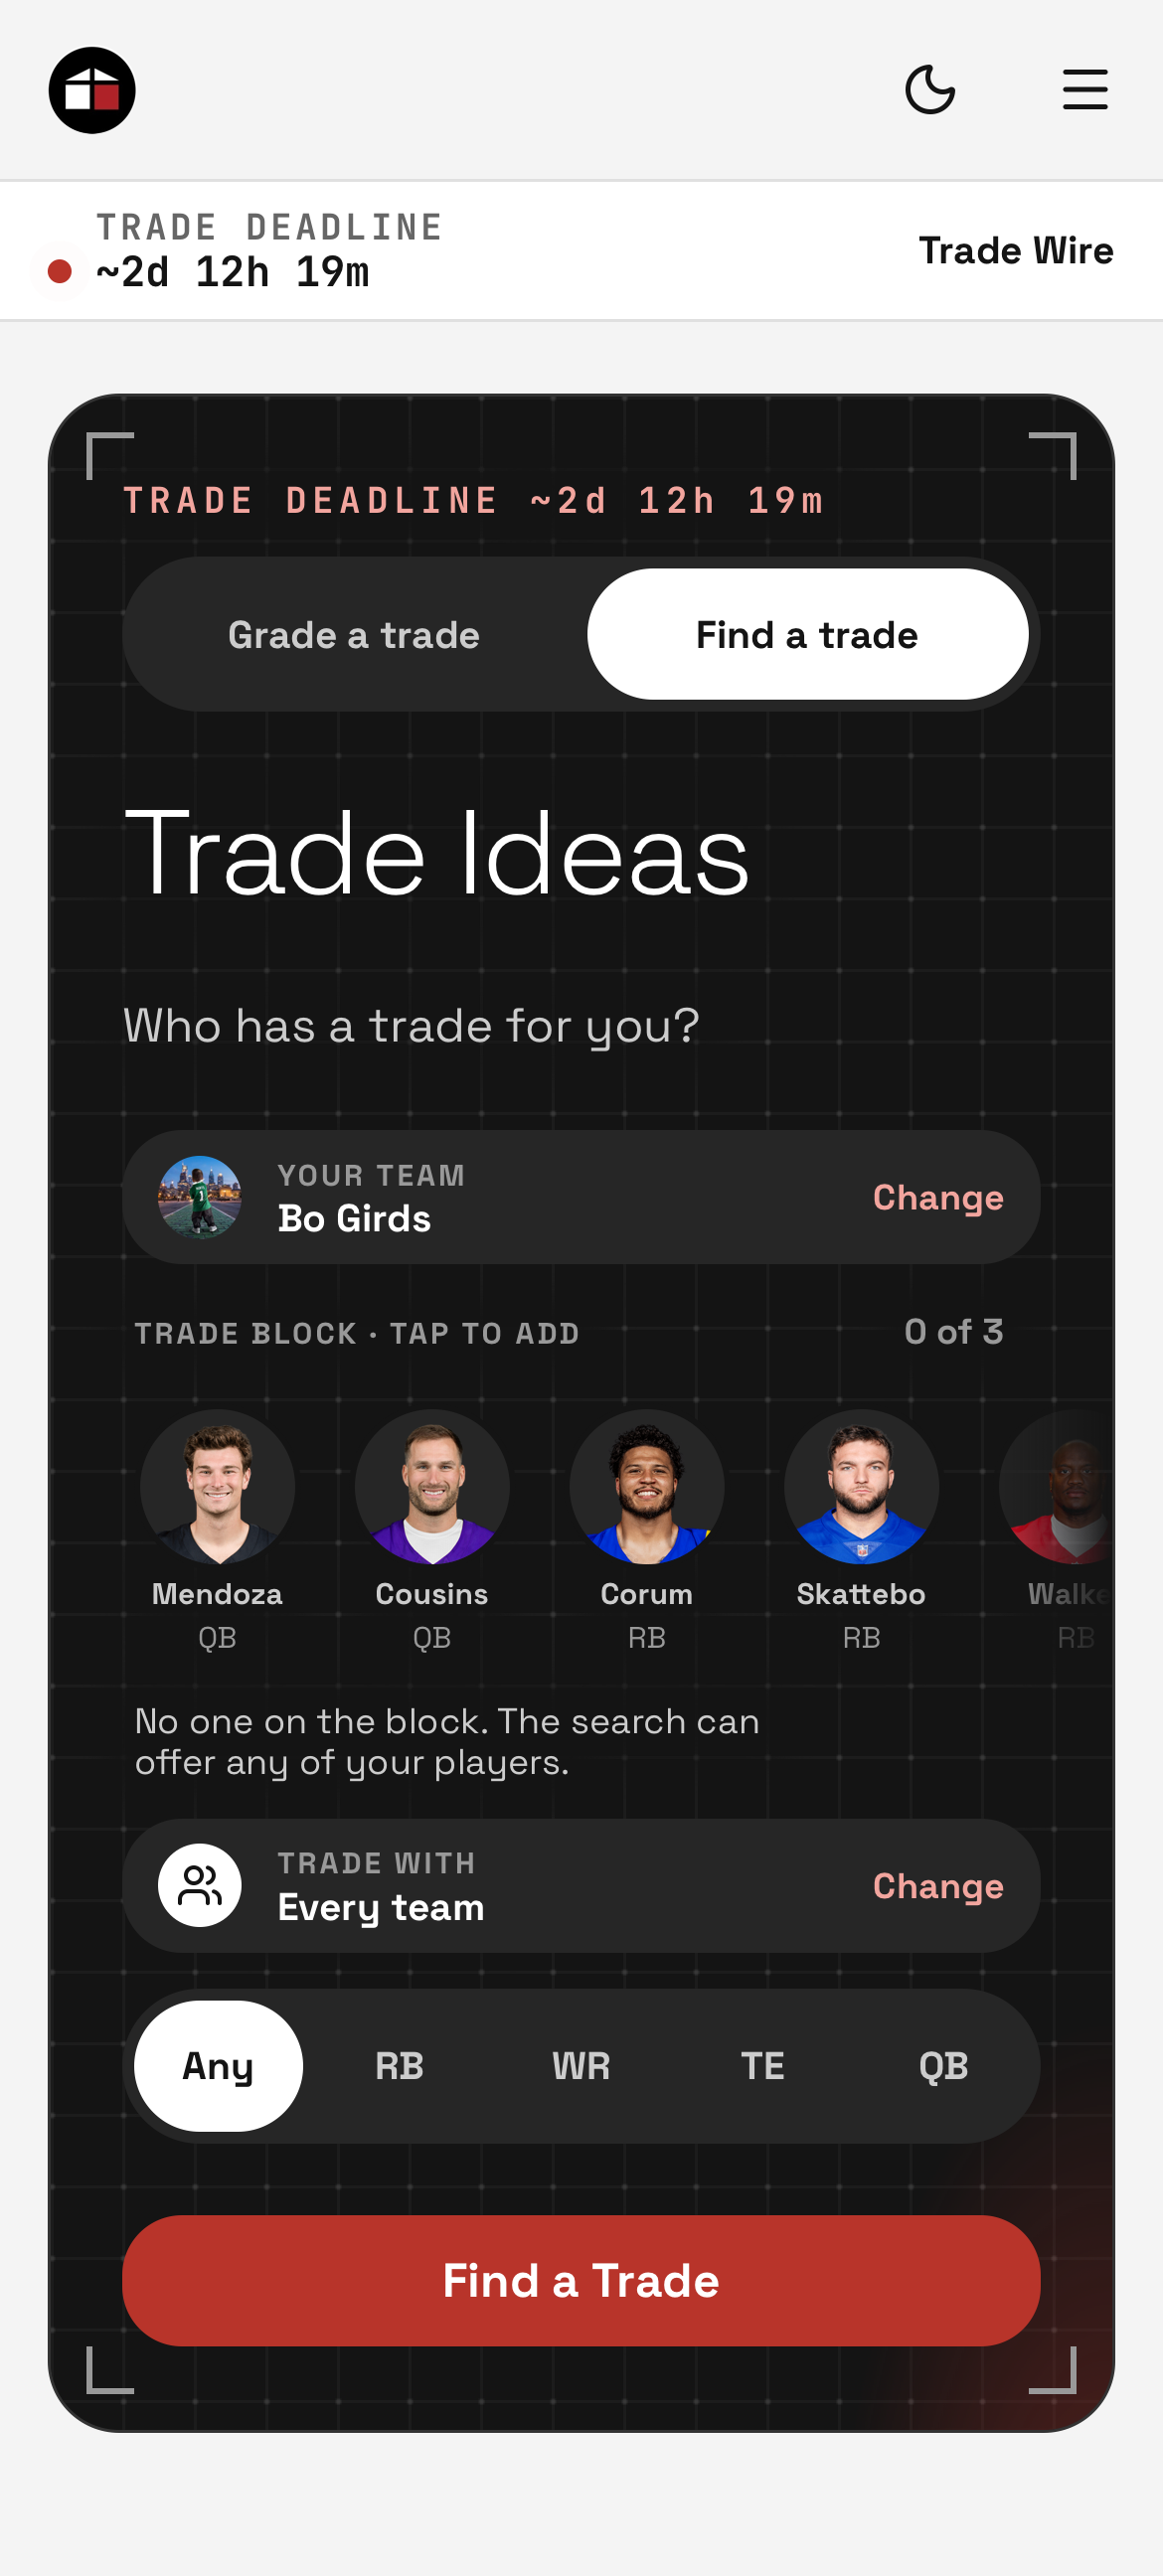 TRADE DEADLINE
~2d 12h 19m
Trade Wire
TRADE DEADLINE ~2d 12h 19m
Grade a trade
Find a trade
Trade Ideas
Who has a trade for you?
YOUR TEAM
Bo Girds
Change
TRADE BLOCK · TAP TO ADD
0 of 3
Mendoza
QB
Cousins
QB
Corum
RB
Skattebo
RB
Walke
RB
No one on the block. The search can
offer any of your players.
TRADE WITH
Every team
Change
Any
RB
WR
TE
QB
Find a Trade